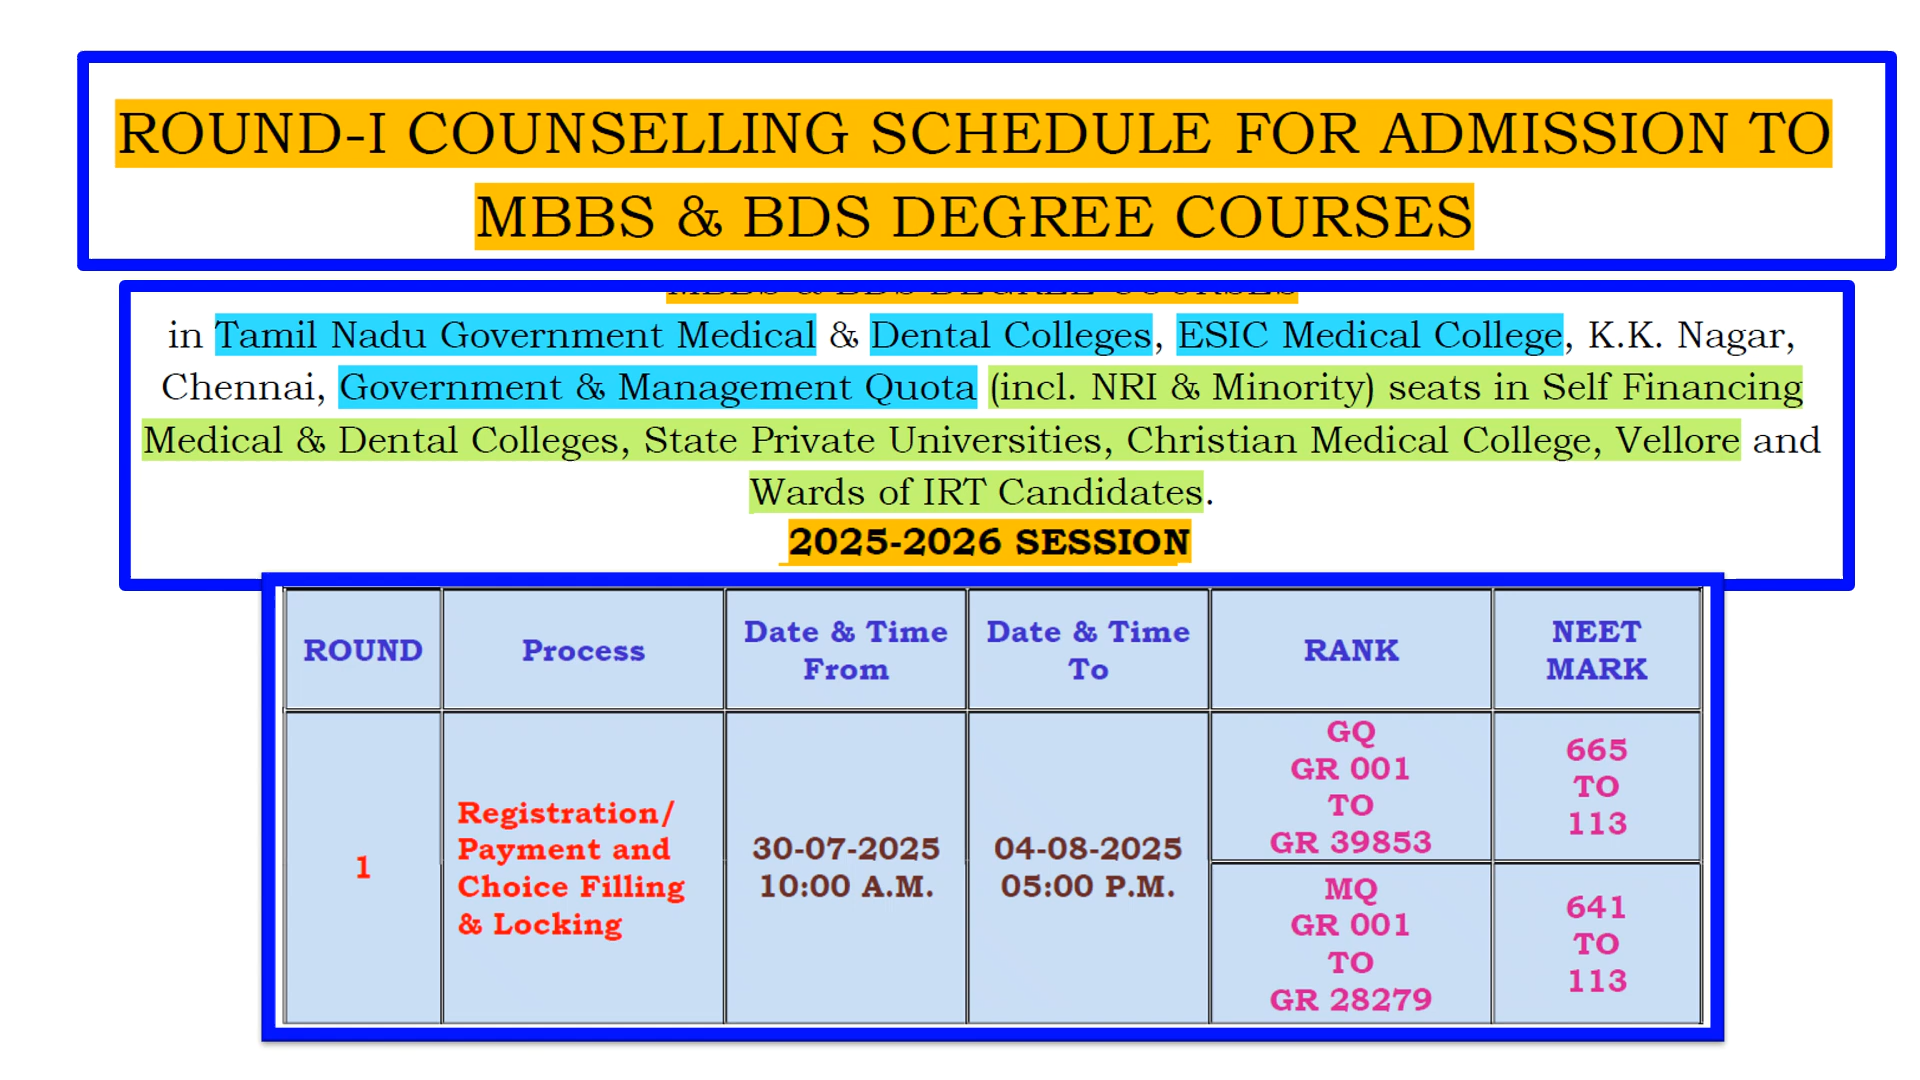 ROUND-I COUNSELLING SCHEDULE FOR ADMISSION TO
MBBS & BDS DEGREE COURSES
MBBS & BDS DEGREE COURSES
in Tamil Nadu Government Medical & Dental Colleges, ESIC Medical College, K.K. Nagar,
Chennai, Government & Management Quota (incl. NRI & Minority) seats in Self Financing
Medical & Dental Colleges, State Private Universities, Christian Medical College, Vellore and
Wards of IRT Candidates.
2025-2026 SESSION
ROUND
Process
Date & Time
From
Date & Time
To
RANK
NEET
MARK
1
Registration/
Payment and
Choice Filling
& Locking
30-07-2025
10:00 A.M.
04-08-2025
05:00 P.M.
GQ
GR 001
TO
GR 39853
665
TO
113
MQ
GR 001
TO
GR 28279
641
TO
113